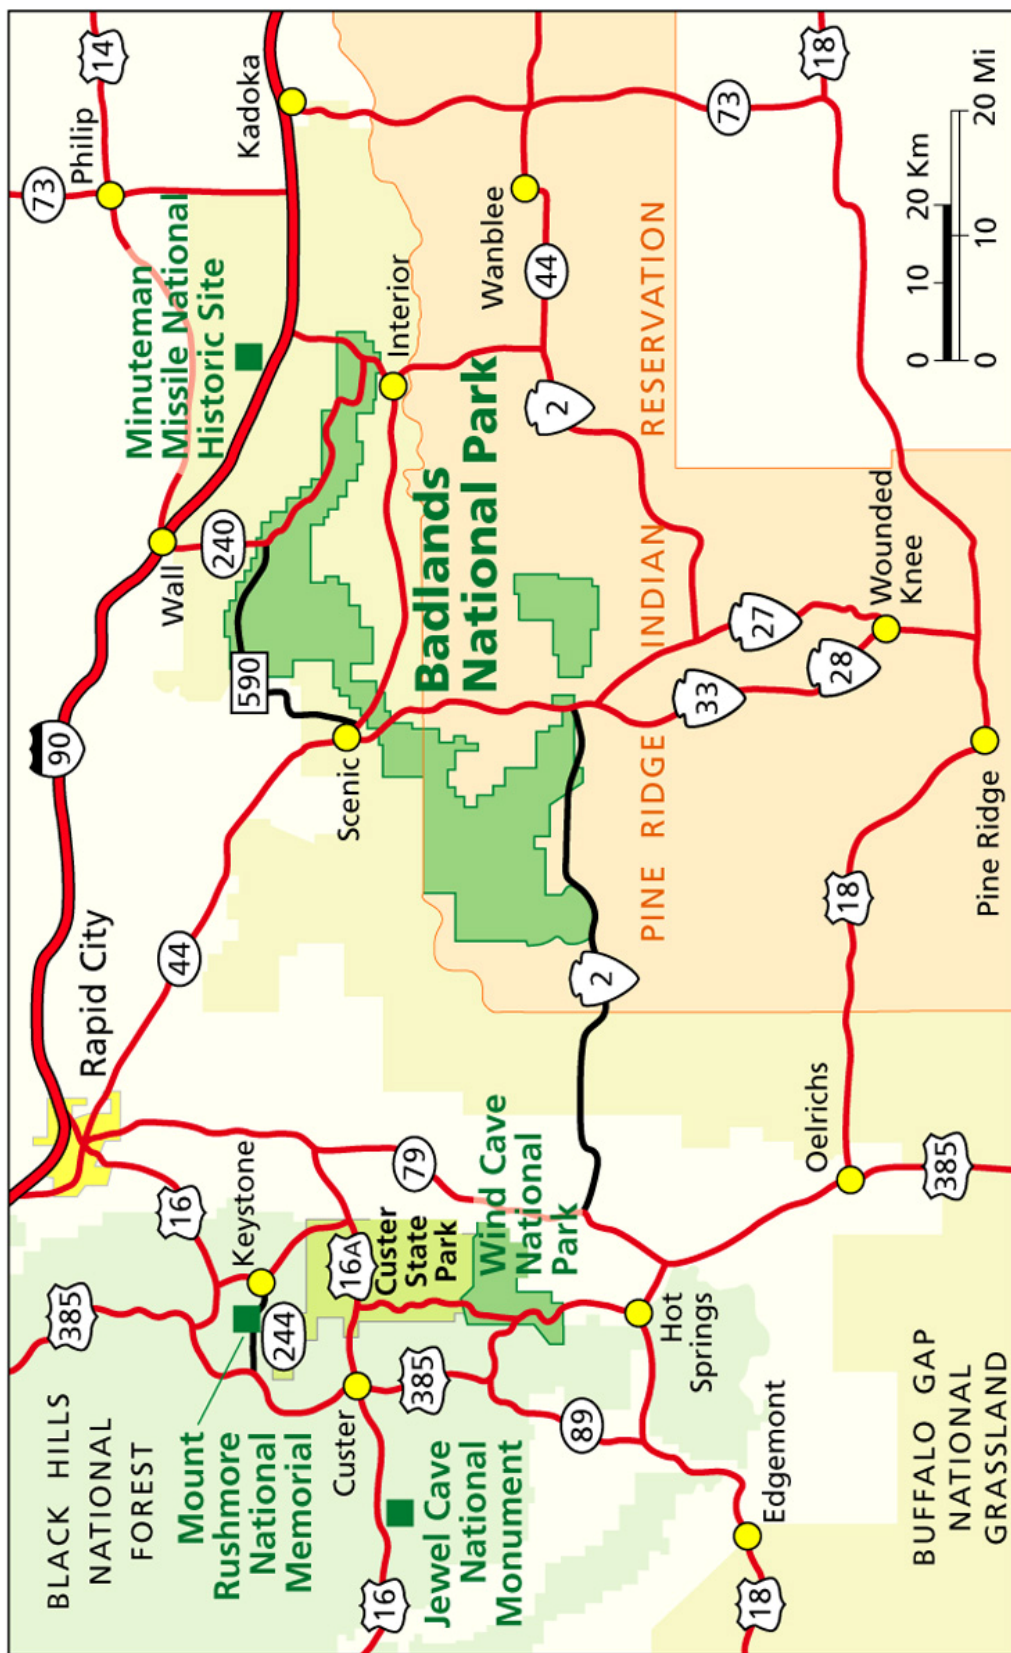 BLACK HILLS
NATIONAL
FOREST
385
16
Rapid City
90
Wall
14
73
Philip
Minuteman
Missile National
Historic Site
Kadoka
Mount
Rushmore
National
Memorial
244
Keystone
44
590
240
Custer
16A
Custer
State
Park
79
Scenic
Interior
Jewel Cave
National
Monument
16
385
Wind Cave
National
Park
Badlands
National Park
Wanblee
44
2
89
Hot
Springs
2
PINE RIDGE INDIAN RESERVATION
33
27
28
73
18
Edgemont
18
Oelrichs
385
18
Wounded
Knee
Pine Ridge
BUFFALO GAP
NATIONAL
GRASSLAND
0 10 20 Km
0 10 20 Mi